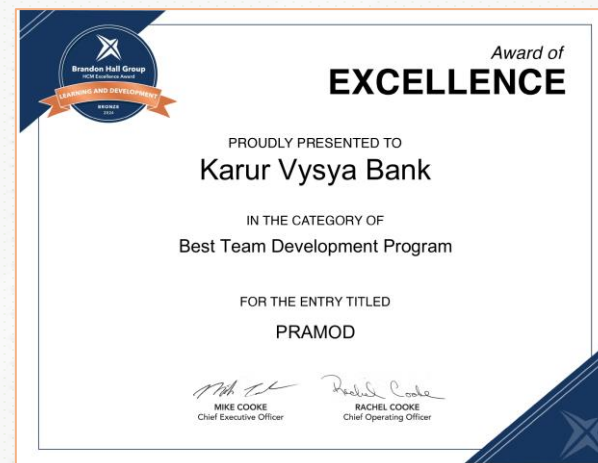 Brandon Hall Group
HCM Excellence Award
LEARNING AND DEVELOPMENT
BRONZE
Award of
EXCELLENCE
PROUDLY PRESENTED TO
Karur Vysya Bank
IN THE CATEGORY OF
Best Team Development Program
FOR THE ENTRY TITLED
PRAMOD
MIKE COOKE
Chief Executive Officer
RACHEL COOKE
Chief Operating Officer